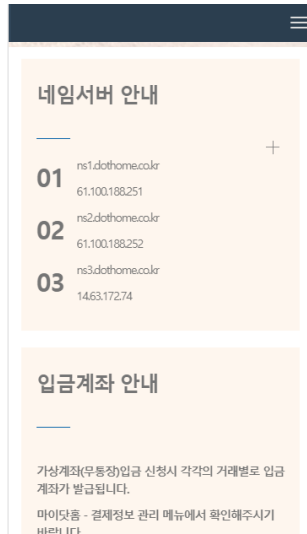 네임서버 안내
01
ns1.dothome.co.kr
61.100.188.251
02
ns2.dothome.co.kr
61.100.188.252
03
ns3.dothome.co.kr
14.63.172.74
입금계좌 안내
가상계좌(무통장)입금 신청시 각각의 거래별로 입금
계좌가 발급됩니다.
마이닷홈 - 결제정보 관리 메뉴에서 확인해주시기
바랍니다